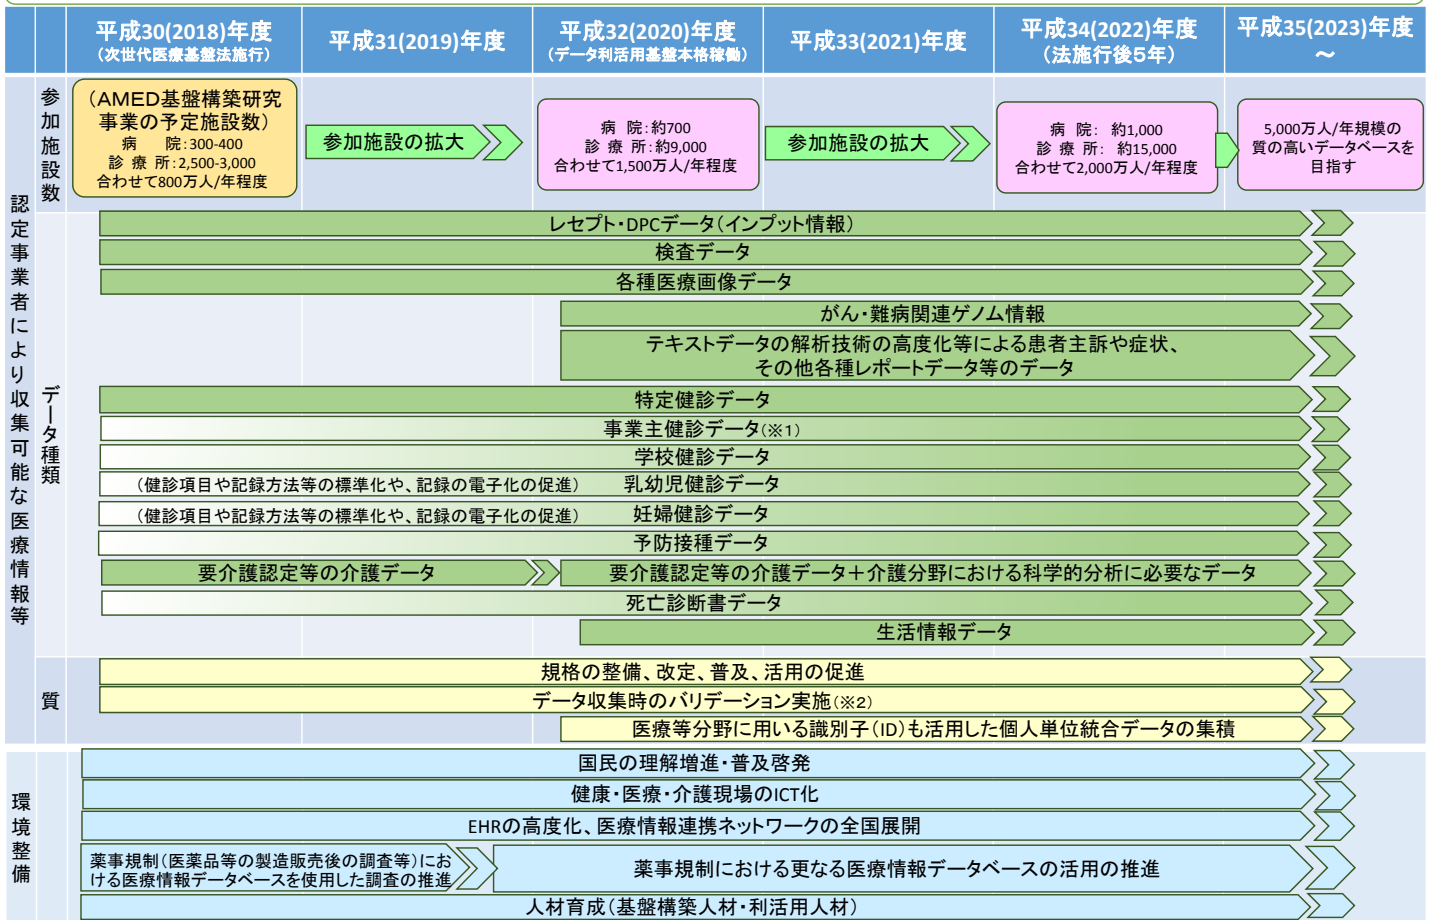 平成30(2018)年度
(次世代医療基盤法施行)
平成31(2019)年度
平成32(2020)年度
(データ利活用基盤本格稼働)
平成33(2021)年度
平成34(2022)年度
(法施行後5年)
平成35(2023)年度
～
認定事業者により収集可能な医療情報等
参加施設数
(AMED基盤構築研究
事業の予定施設数)
病　院:300-400
診療所:2,500-3,000
合わせて800万人/年程度
参加施設の拡大
病 院:約700
診療所:約9,000
合わせて1,500万人/年程度
参加施設の拡大
病 院: 約1,000
診療所: 約15,000
合わせて2,000万人/年程度
5,000万人/年規模の
質の高いデータベースを
目指す
データ種類
レセプト・DPCデータ(インプット情報)
検査データ
各種医療画像データ
がん・難病関連ゲノム情報
テキストデータの解析技術の高度化等による患者主訴や症状、
その他各種レポートデータ等のデータ
特定健診データ
事業主健診データ(※1)
学校健診データ
(健診項目や記録方法等の標準化や、記録の電子化の促進)　乳幼児健診データ
(健診項目や記録方法等の標準化や、記録の電子化の促進)　妊婦健診データ
予防接種データ
要介護認定等の介護データ
要介護認定等の介護データ＋介護分野における科学的分析に必要なデータ
死亡診断書データ
生活情報データ
質
規格の整備、改定、普及、活用の促進
データ収集時のバリデーション実施(※2)
医療等分野に用いる識別子(ID)も活用した個人単位統合データの集積
環境整備
国民の理解増進・普及啓発
健康・医療・介護現場のICT化
EHRの高度化、医療情報連携ネットワークの全国展開
薬事規制(医薬品等の製造販売後の調査等)にお
ける医療情報データベースを使用した調査の推進
薬事規制における更なる医療情報データベースの活用の推進
人材育成(基盤構築人材・利活用人材)